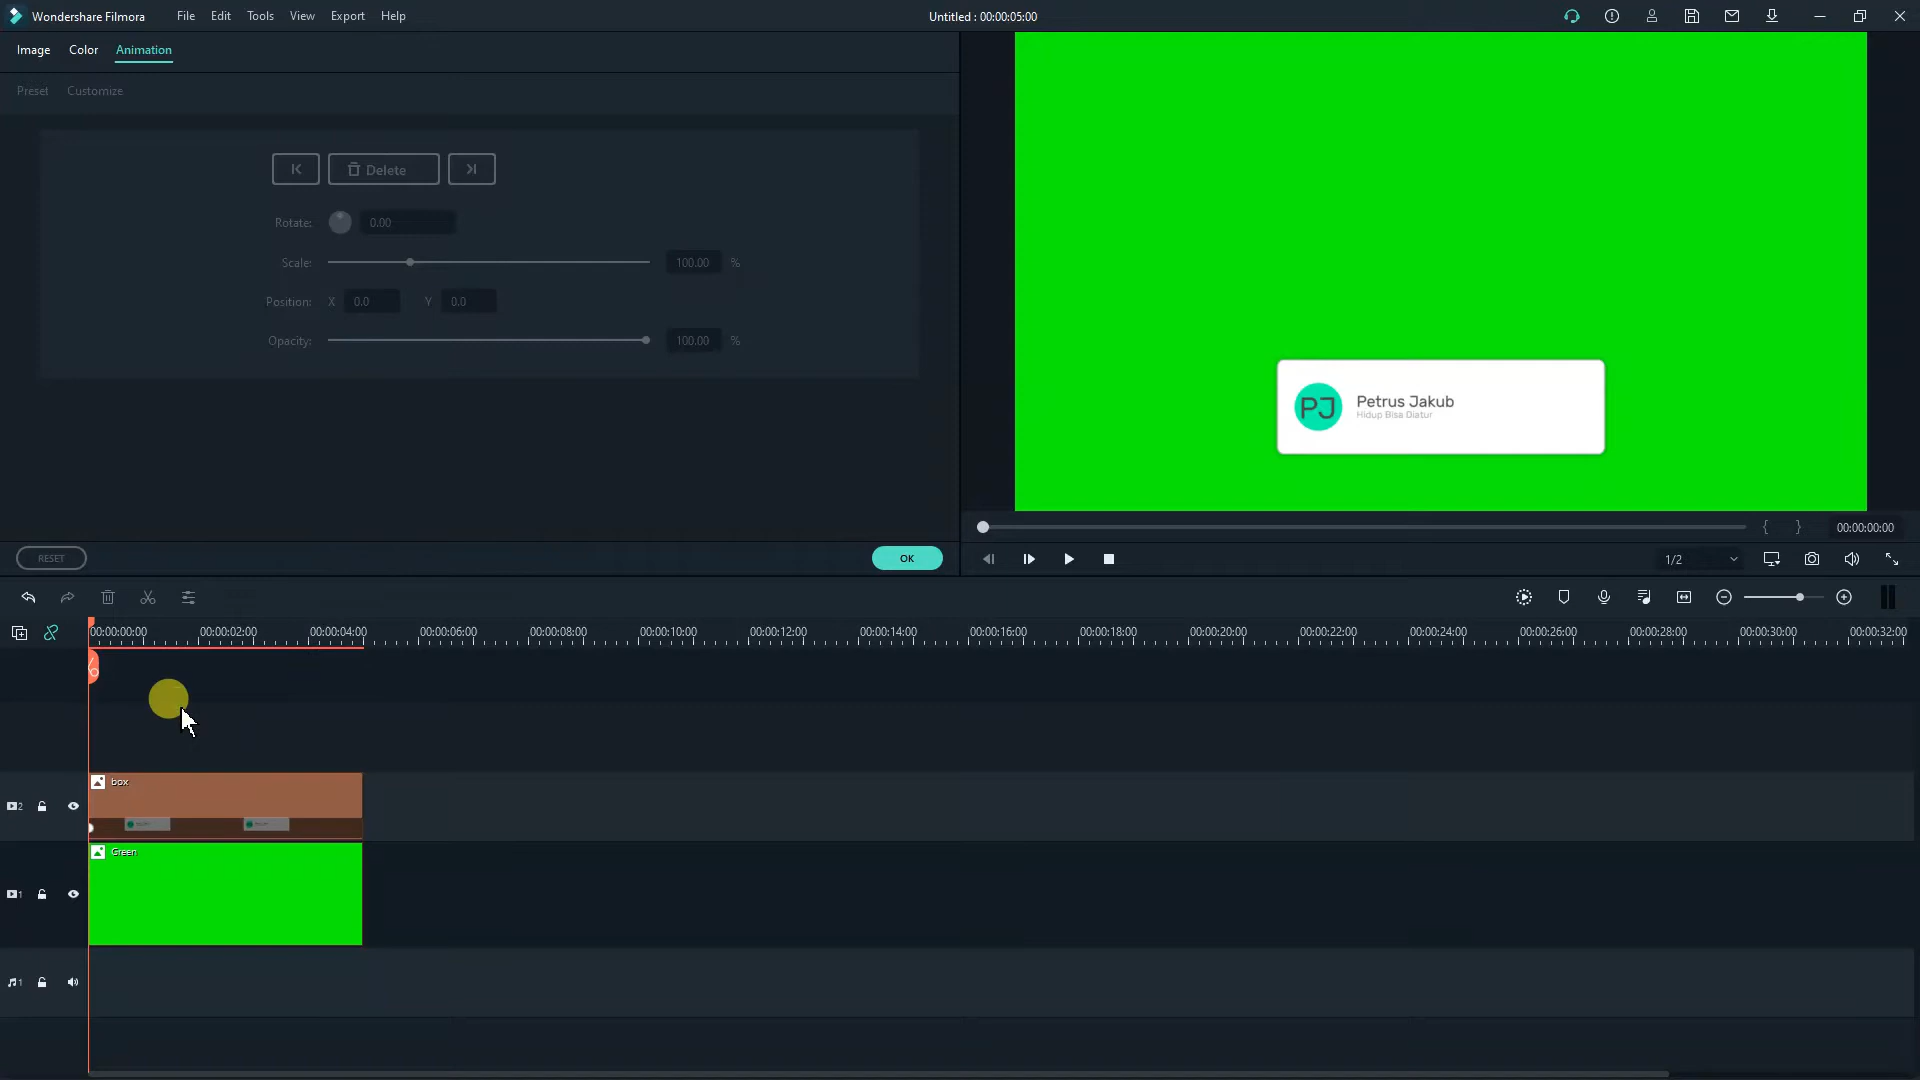 Wondershare Filmora File Edit Tools View Export Help Untitled : 00:00:05:00
Image Color Animation
Preset Customize
Delete
Rotate: 0.00
Scale: 100.00 %
Position: X 0.0 Y 0.0
Opacity: 100.00 %
PJ Petrus Jakub
Hidup Bisa Diatur
00:00:00:00
RESET OK 1/2
00:00:00:00 00:00:02:00 00:00:04:00 00:00:06:00 00:00:08:00 00:00:10:00 00:00:12:00 00:00:14:00 00:00:16:00 00:00:18:00 00:00:20:00 00:00:22:00 00:00:24:00 00:00:26:00 00:00:28:00 00:00:30:00 00:00:32:00
box
2
Green
1
1